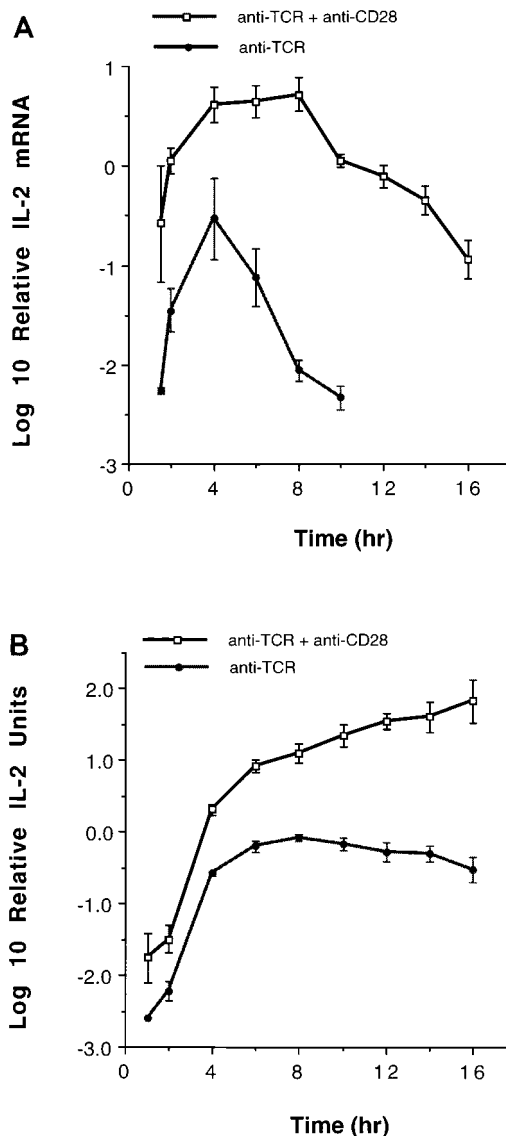 A
anti-TCR + anti-CD28
anti-TCR
Log 10 Relative IL-2 mRNA
1
0
-1
-2
-3
0
4
8
12
16
Time (hr)
B
anti-TCR + anti-CD28
anti-TCR
Log 10 Relative IL-2 Units
2.0
1.0
0.0
-1.0
-2.0
-3.0
0
4
8
12
16
Time (hr)